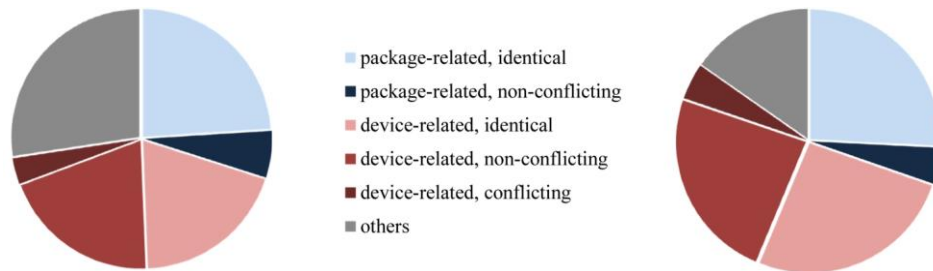 package-related, identical
package-related, non-conflicting
device-related, identical
device-related, non-conflicting
device-related, conflicting
others